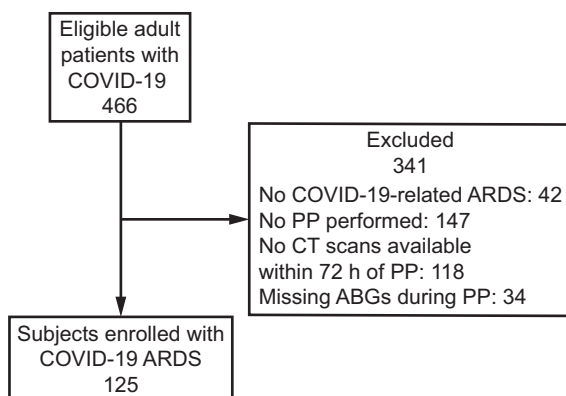 Eligible adult
patients with
COVID-19
466
Excluded
341
No COVID-19-related ARDS: 42
No PP performed: 147
No CT scans available
within 72 h of PP: 118
Missing ABGs during PP: 34
Subjects enrolled with
COVID-19 ARDS
125